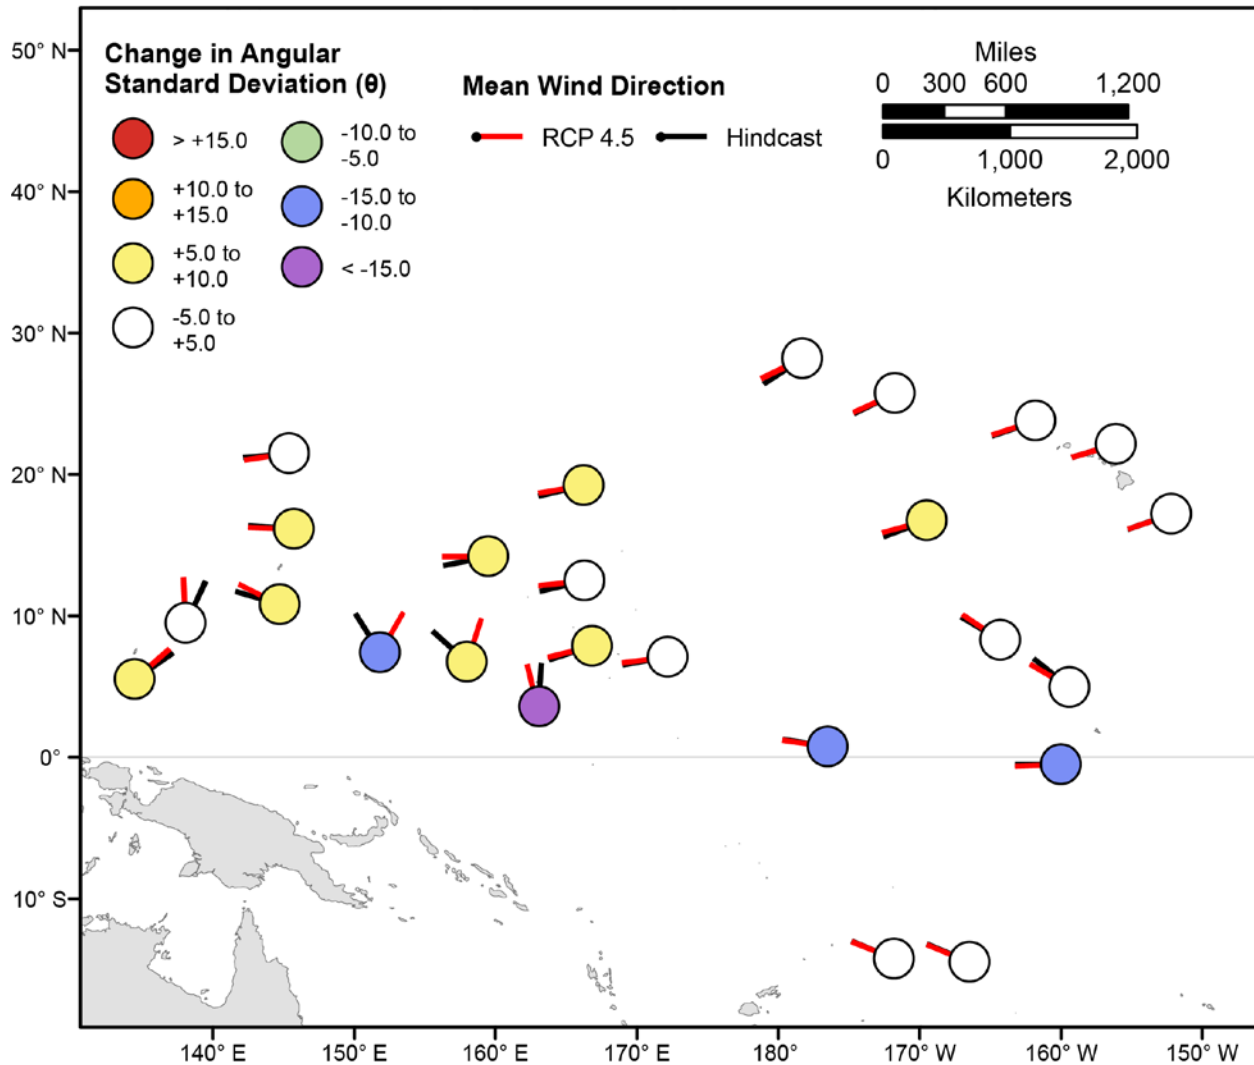 Change in Angular
Standard Deviation (θ)
> +15.0
+10.0 to
+15.0
+5.0 to
+10.0
-5.0 to
+5.0
-10.0 to
-5.0
-15.0 to
-10.0
< -15.0
Mean Wind Direction
RCP 4.5
Hindcast
Miles
0 300 600 1,200
0 1,000 2,000
Kilometers
50° N
40° N
30° N
20° N
10° N
0°
10° S
140° E 150° E 160° E 170° E 180° 170° W 160° W 150° W